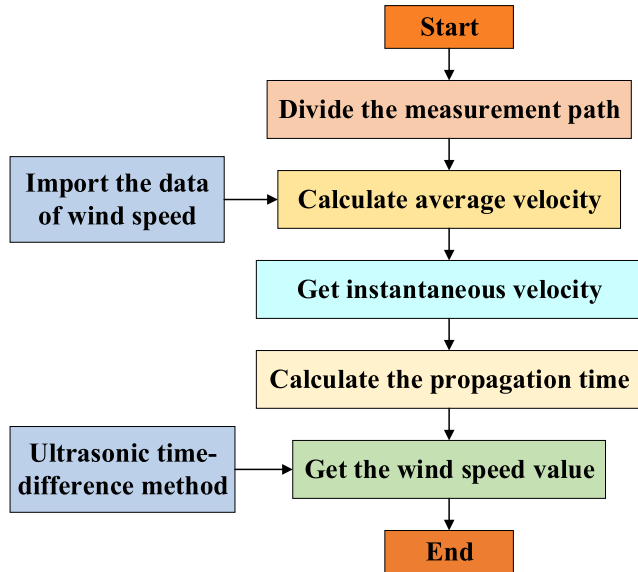 Start
Divide the measurement path
Import the data
of wind speed
Calculate average velocity
Get instantaneous velocity
Calculate the propagation time
Ultrasonic time-
difference method
Get the wind speed value
End